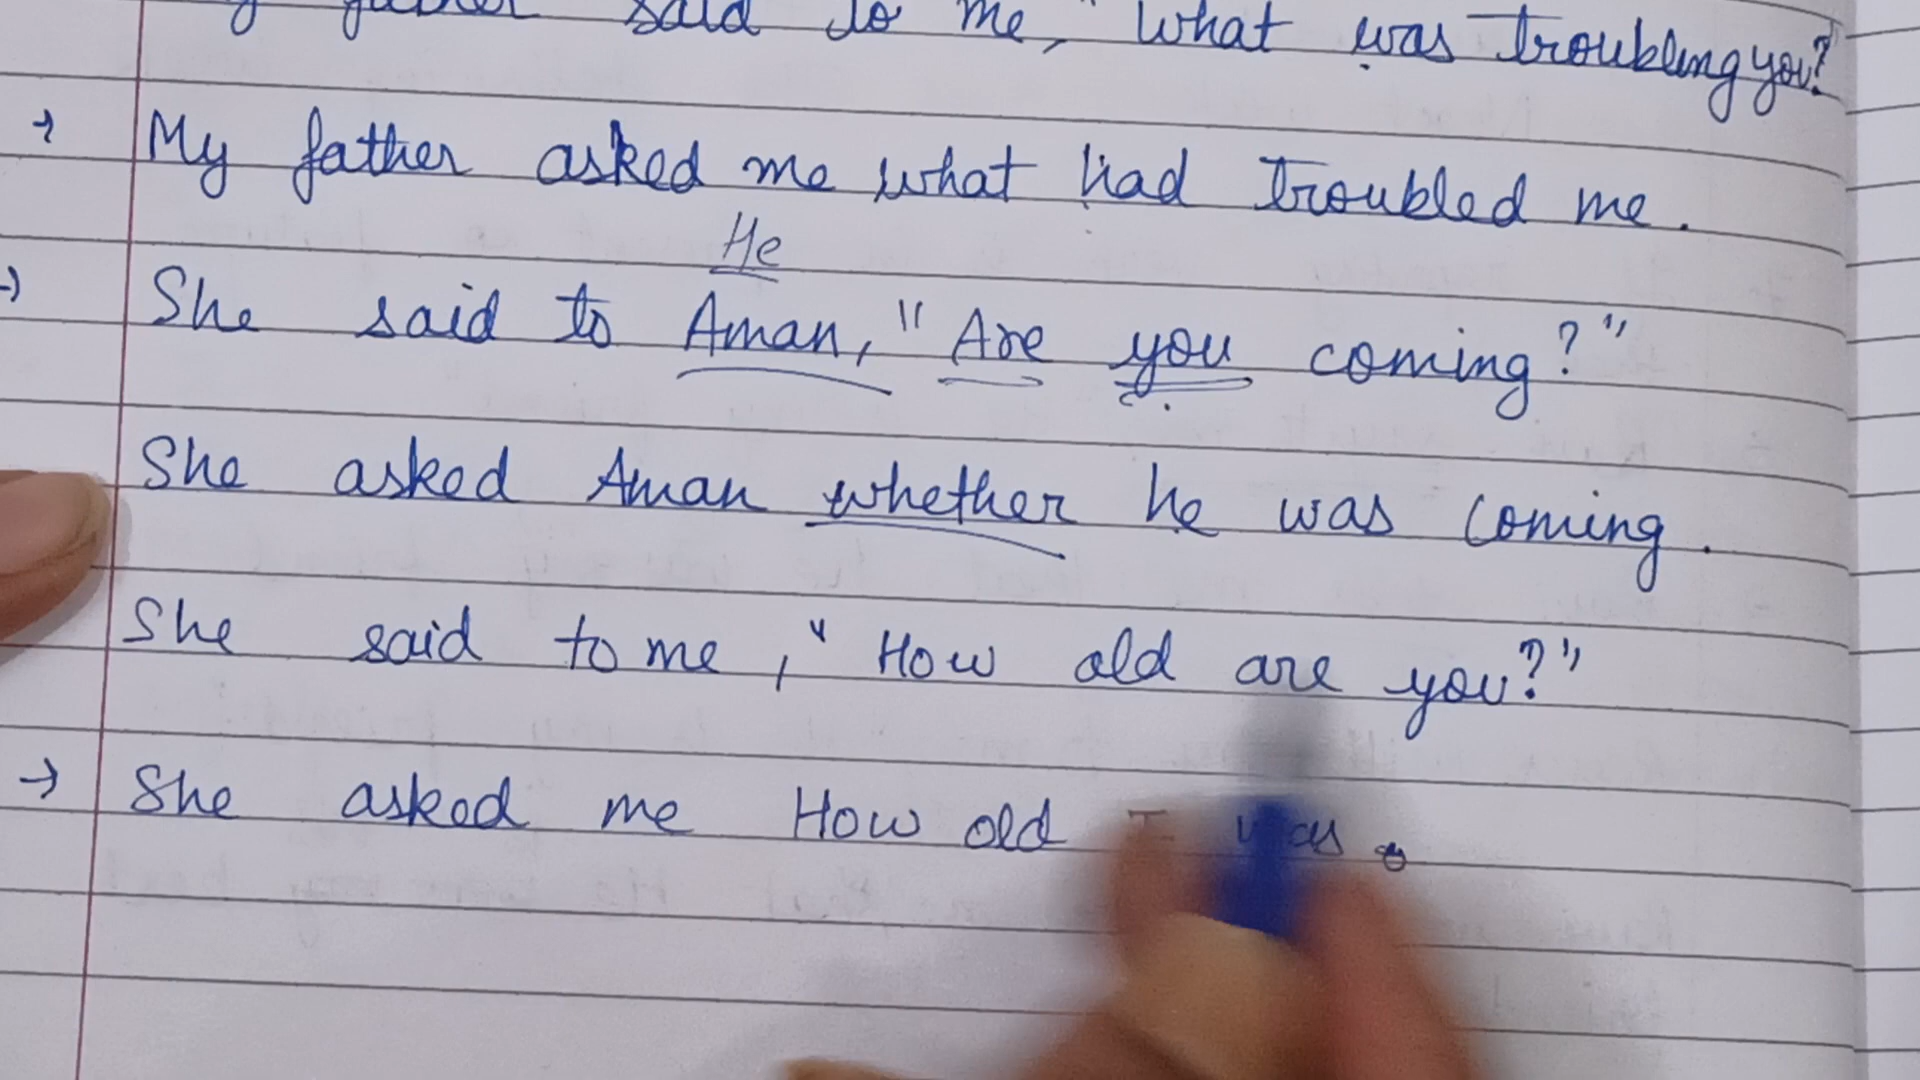 said to me, "What was troubling you?"
→ My father asked me what had troubled me.
He
→ She said to Aman, "Are you coming?"
She asked Aman whether he was coming.
She said to me, "How old are you?"
→ She asked me How old I was.